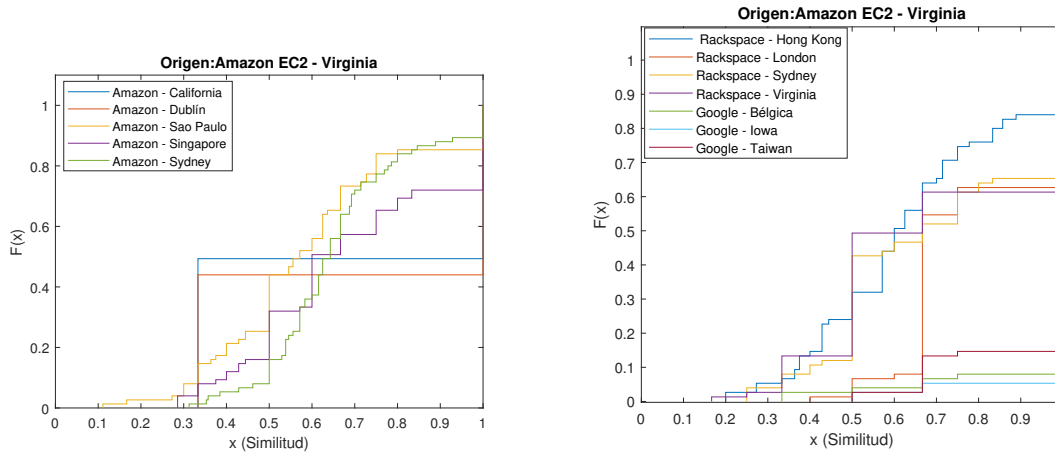 Origen:Amazon EC2 - Virginia
Amazon - California
Amazon - Dublín
Amazon - Sao Paulo
Amazon - Singapore
Amazon - Sydney
1
0.8
0.6
0.4
0.2
0
F(x)
0 0.1 0.2 0.3 0.4 0.5 0.6 0.7 0.8 0.9 1
x (Similitud)
Origen:Amazon EC2 - Virginia
Rackspace - Hong Kong
Rackspace - London
Rackspace - Sydney
Rackspace - Virginia
Google - Bélgica
Google - Iowa
Google - Taiwan
1
0.9
0.8
0.7
0.6
0.5
0.4
0.3
0.2
0.1
0
F(x)
0 0.1 0.2 0.3 0.4 0.5 0.6 0.7 0.8 0.9
x (Similitud)